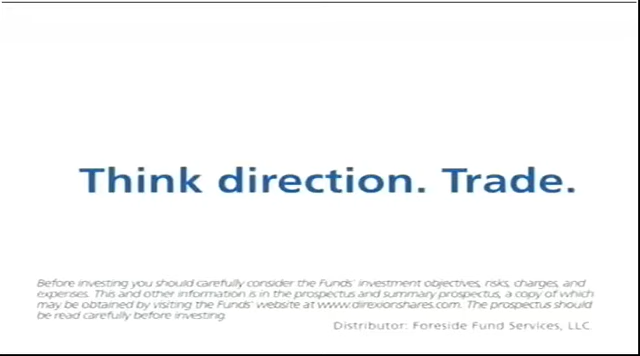 Think direction. Trade.
Before investing you should carefully consider the Funds' investment objectives, risks, charges, and
expenses. This and other information is in the prospectus and summary prospectus, a copy of which
may be obtained by visiting the Funds' website at www.direxionshares.com. The prospectus should
be read carefully before investing.
Distributor: Foreside Fund Services, LLC.